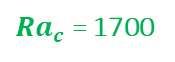 Ra_c = 1700